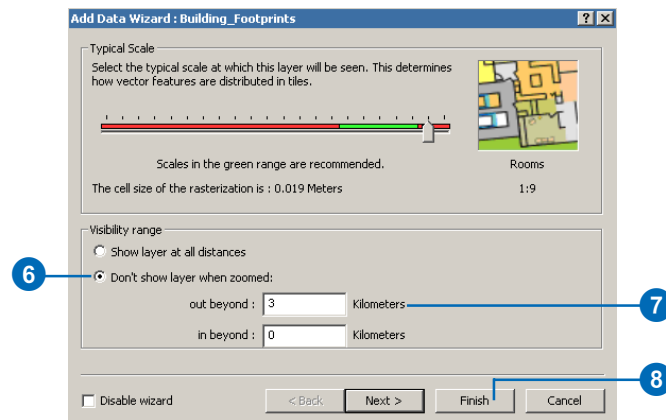 Add Data Wizard : Building_Footprints
Typical Scale
Select the typical scale at which this layer will be seen. This determines
how vector features are distributed in tiles.
Scales in the green range are recommended.
Rooms
The cell size of the rasterization is : 0.019 Meters
1:9
Visibility range
Show layer at all distances
6
Don't show layer when zoomed:
out beyond : 3 Kilometers
7
in beyond : 0 Kilometers
8
Disable wizard
< Back
Next >
Finish
Cancel